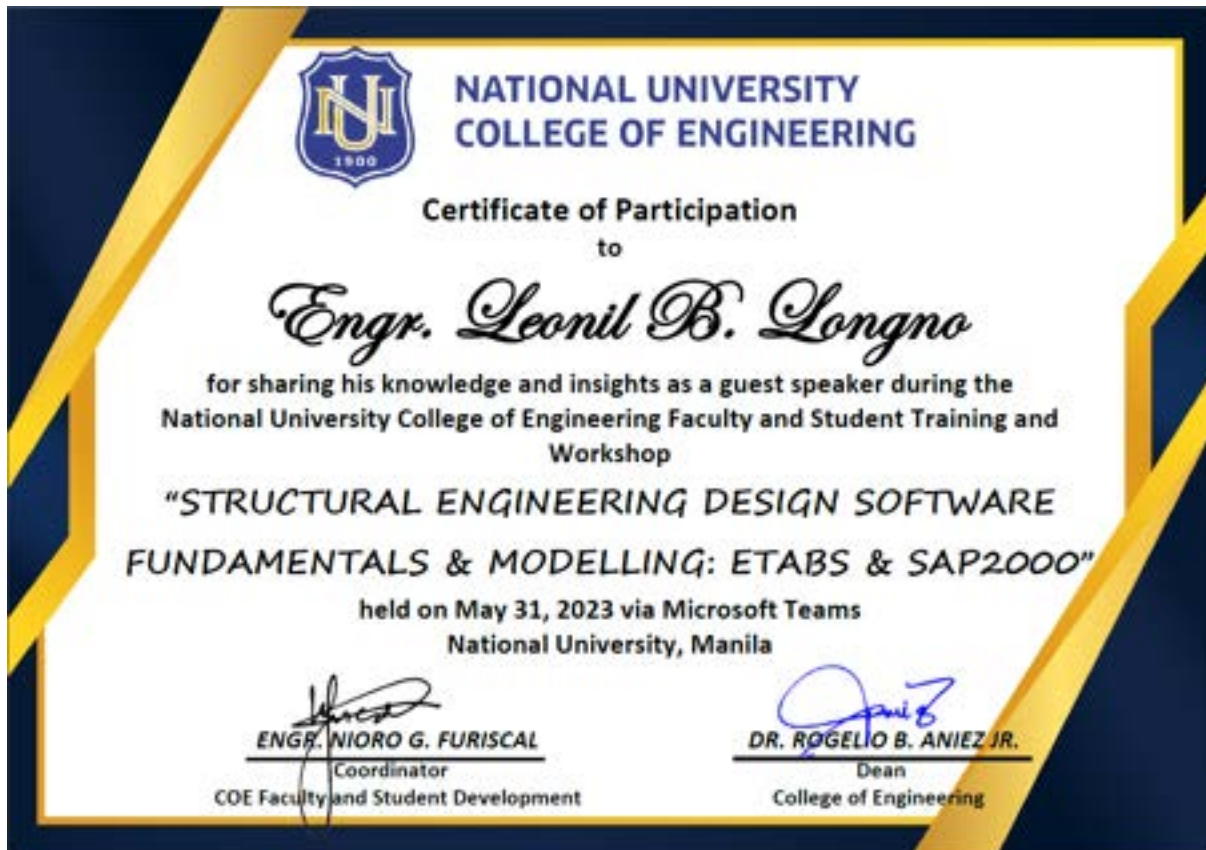 NU
1900
NATIONAL UNIVERSITY
COLLEGE OF ENGINEERING
Certificate of Participation
to
Engr. Leonil B. Longno
for sharing his knowledge and insights as a guest speaker during the
National University College of Engineering Faculty and Student Training and
Workshop
“STRUCTURAL ENGINEERING DESIGN SOFTWARE
FUNDAMENTALS & MODELLING: ETABS & SAP2000”
held on May 31, 2023 via Microsoft Teams
National University, Manila
ENGR. NIORO G. FURISCAL
Coordinator
COE Faculty and Student Development
DR. ROGELIO B. ANIEZ JR.
Dean
College of Engineering